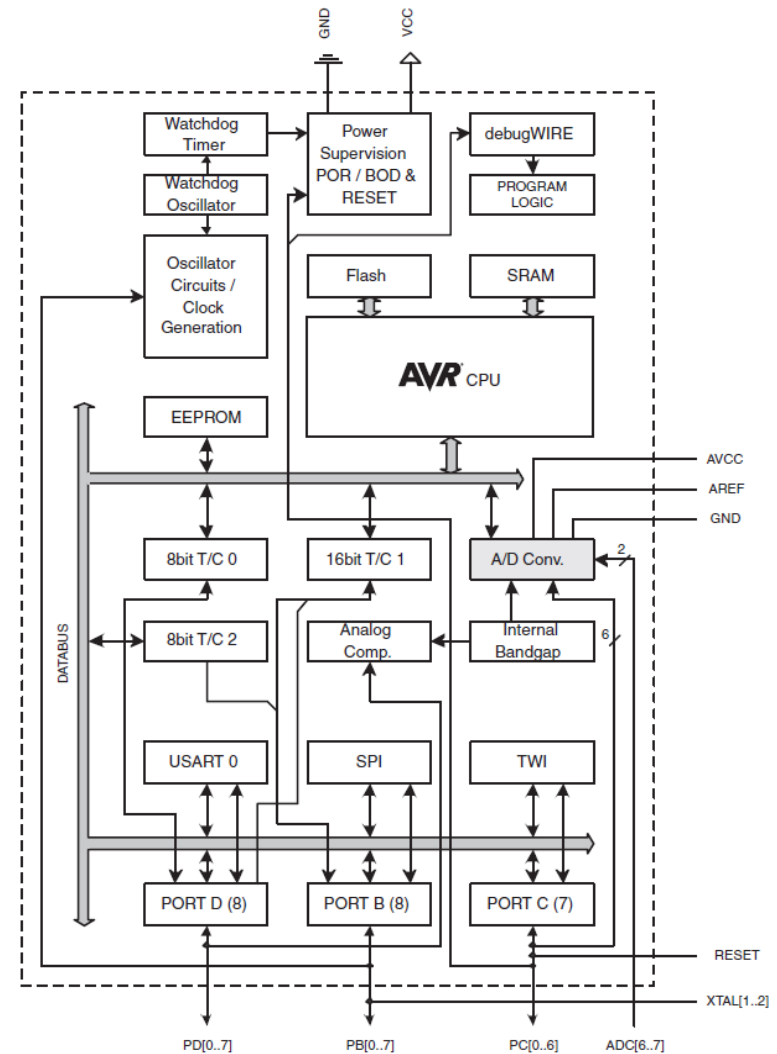 GND
VCC
Watchdog
Timer
Power
Supervision
POR / BOD &
RESET
debugWIRE
Watchdog
Oscillator
PROGRAM
LOGIC
Oscillator
Circuits /
Clock
Generation
Flash
SRAM
AVR CPU
EEPROM
AVCC
AREF
GND
8bit T/C 0
16bit T/C 1
A/D Conv.
2
DATABUS
8bit T/C 2
Analog
Comp.
Internal
Bandgap
6
USART 0
SPI
TWI
PORT D (8)
PORT B (8)
PORT C (7)
RESET
XTAL[1..2]
PD[0..7]
PB[0..7]
PC[0..6]
ADC[6..7]